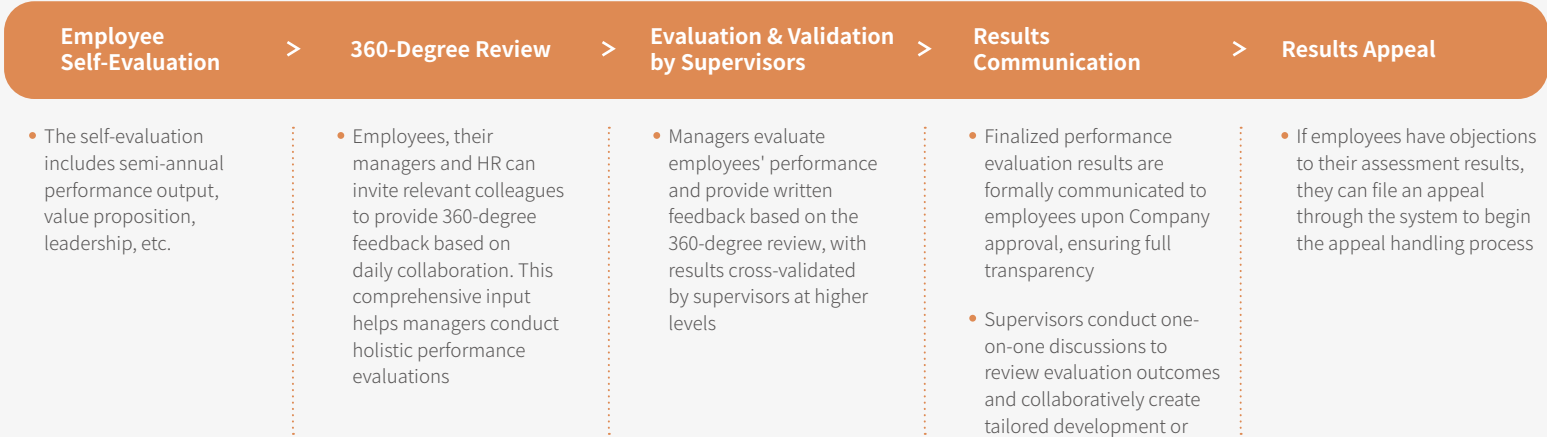 Employee
Self-Evaluation
>
360-Degree Review
>
Evaluation & Validation
by Supervisors
>
Results
Communication
>
Results Appeal
• The self-evaluation
includes semi-annual
performance output,
value proposition,
leadership, etc.
• Employees, their
managers and HR can
invite relevant colleagues
to provide 360-degree
feedback based on
daily collaboration. This
comprehensive input
helps managers conduct
holistic performance
evaluations
• Managers evaluate
employees' performance
and provide written
feedback based on the
360-degree review, with
results cross-validated
by supervisors at higher
levels
• Finalized performance
evaluation results are
formally communicated to
employees upon Company
approval, ensuring full
transparency
• Supervisors conduct one-
on-one discussions to
review evaluation outcomes
and collaboratively create
tailored development or
• If employees have objections
to their assessment results,
they can file an appeal
through the system to begin
the appeal handling process